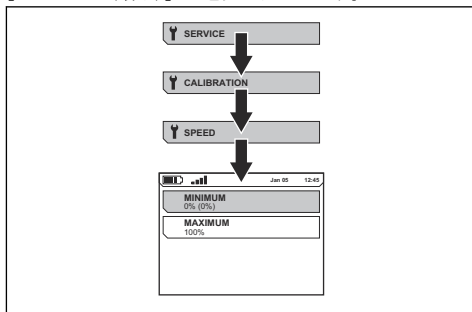 SERVICE
CALIBRATION
SPEED
Jan 05 12:45
MINIMUM
0% (0%)
MAXIMUM
100%